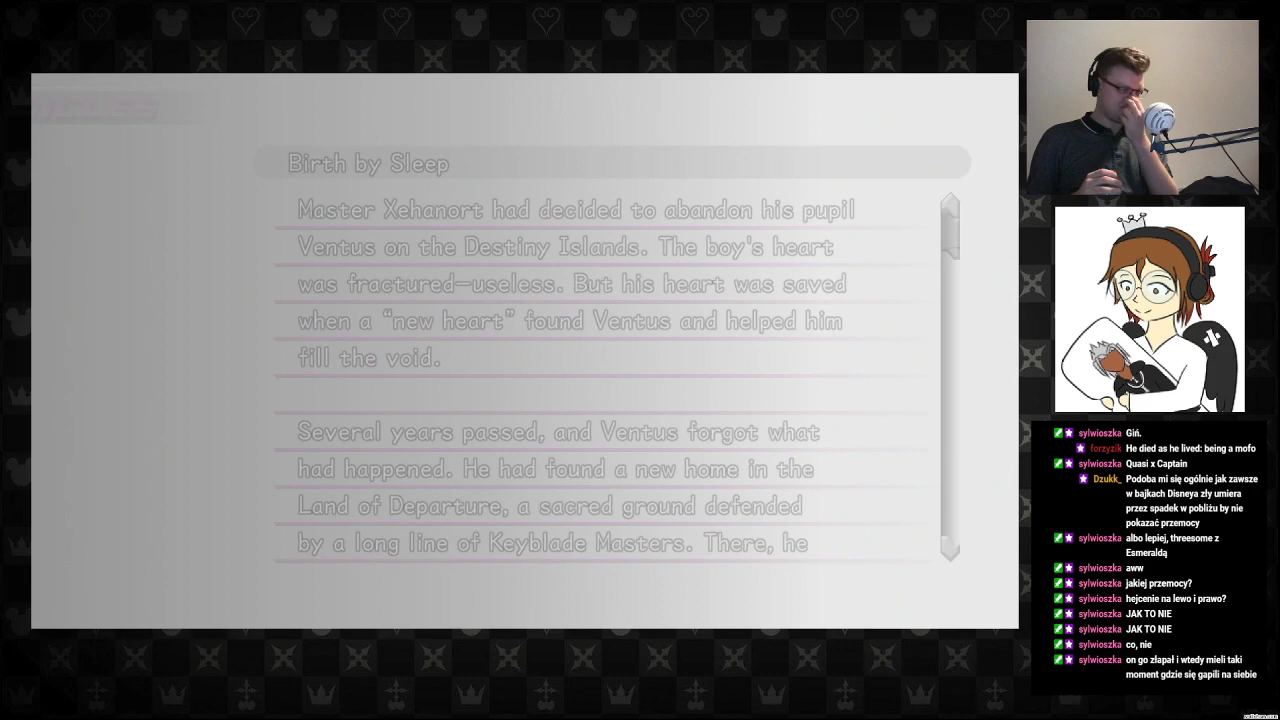 Birth by Sleep
Master Xehanort had decided to abandon his pupil
Ventus on the Destiny Islands. The boy's heart
was fractured—useless. But his heart was saved
when a “new heart” found Ventus and helped him
fill the void.
Several years passed, and Ventus forgot what
had happened. He had found a new home in the
Land of Departure, a sacred ground defended
by a long line of Keyblade Masters. There, he
sylwioszka Giń.
forzyzik He died as he lived: being a mofo
sylwioszka Quasi x Captain
Dzukk_ Podoba mi się ogólnie jak zawsze
w bajkach Disneya zły umiera
przez spadek w pobliżu by nie
pokazać przemocy
sylwioszka albo lepiej, threesome z
Esmeraldą
sylwioszka aww
sylwioszka jakiej przemocy?
sylwioszka hejcenie na lewo i prawo?
sylwioszka JAK TO NIE
sylwioszka JAK TO NIE
sylwioszka co, nie
sylwioszka on go złapał i wtedy mieli taki
moment gdzie się gapili na siebie